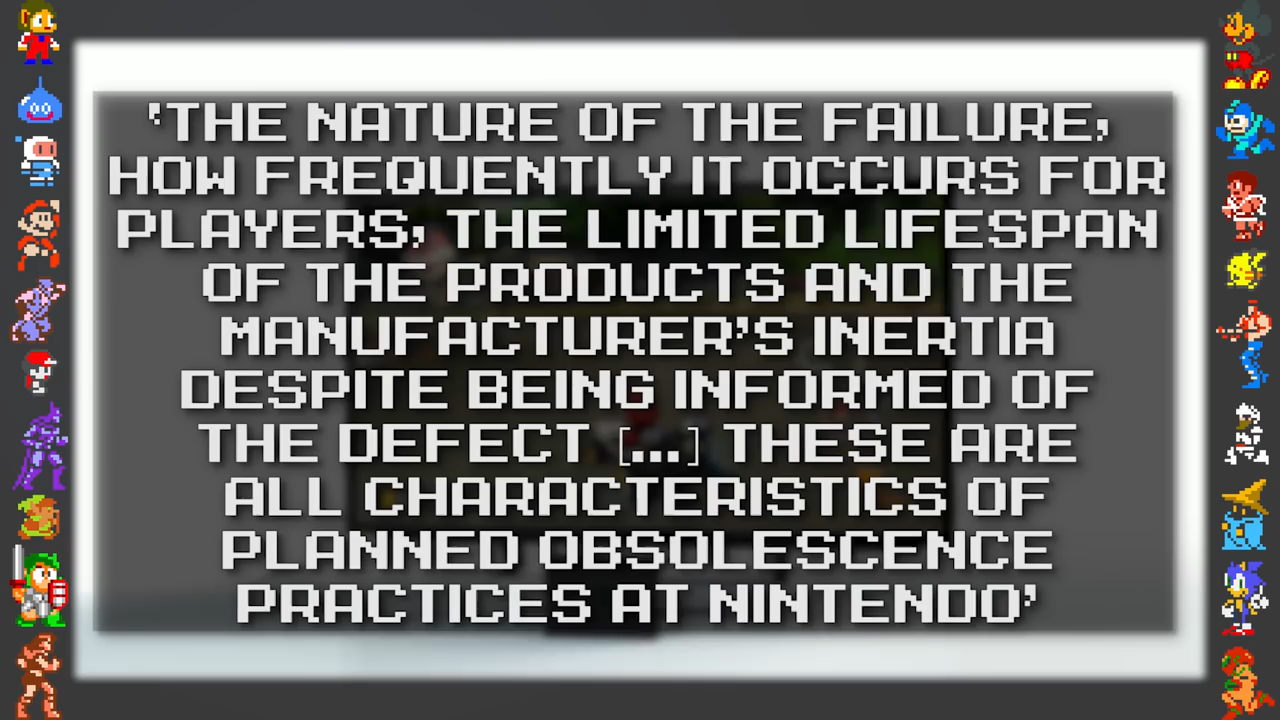 ‘THE NATURE OF THE FAILURE,
HOW FREQUENTLY IT OCCURS FOR
PLAYERS, THE LIMITED LIFESPAN
OF THE PRODUCTS AND THE
MANUFACTURER’S INERTIA
DESPITE BEING INFORMED OF
THE DEFECT [...] THESE ARE
ALL CHARACTERISTICS OF
PLANNED OBSOLESCENCE
PRACTICES AT NINTENDO’